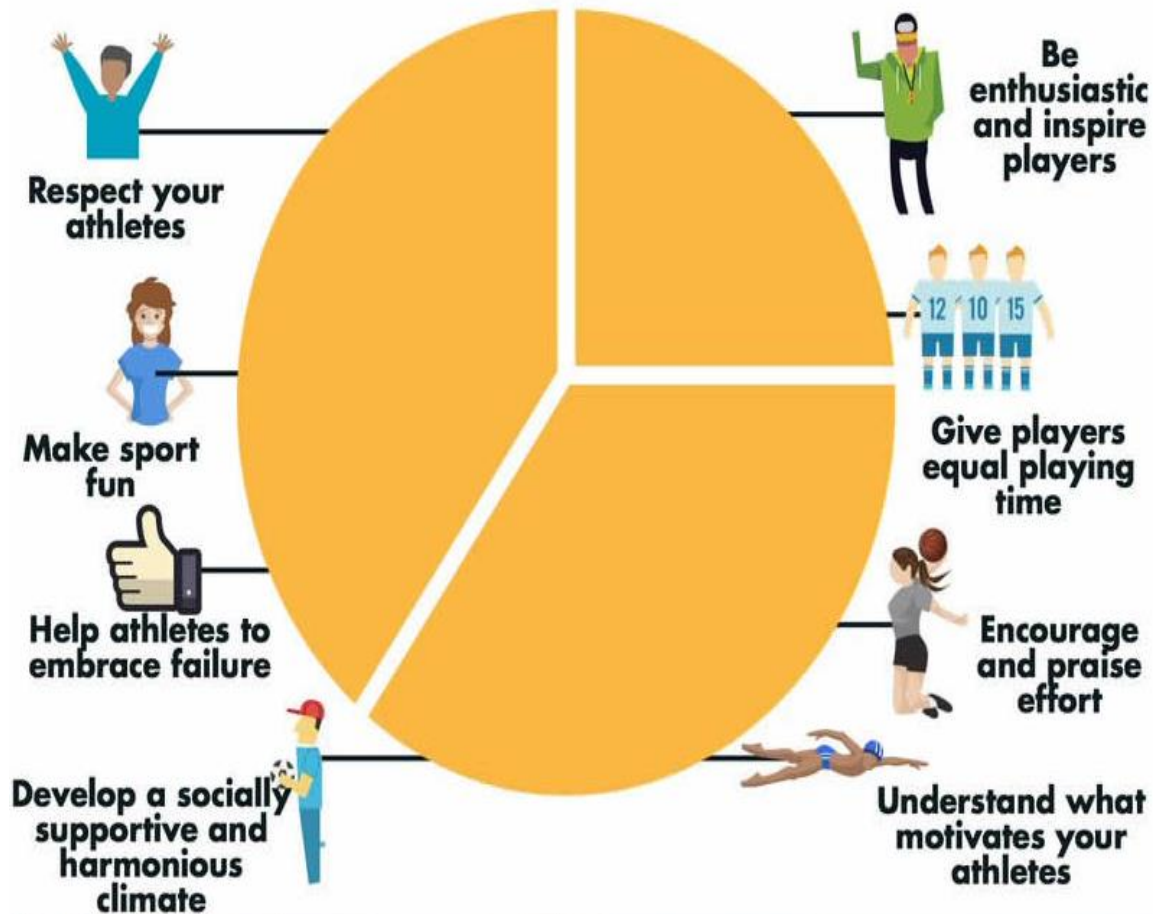 Respect your
athletes
Make sport
fun
Help athletes to
embrace failure
Develop a socially
supportive and
harmonious
climate
Be
enthusiastic
and inspire
players
12 10 15
Give players
equal playing
time
Encourage
and praise
effort
Understand what
motivates your
athletes